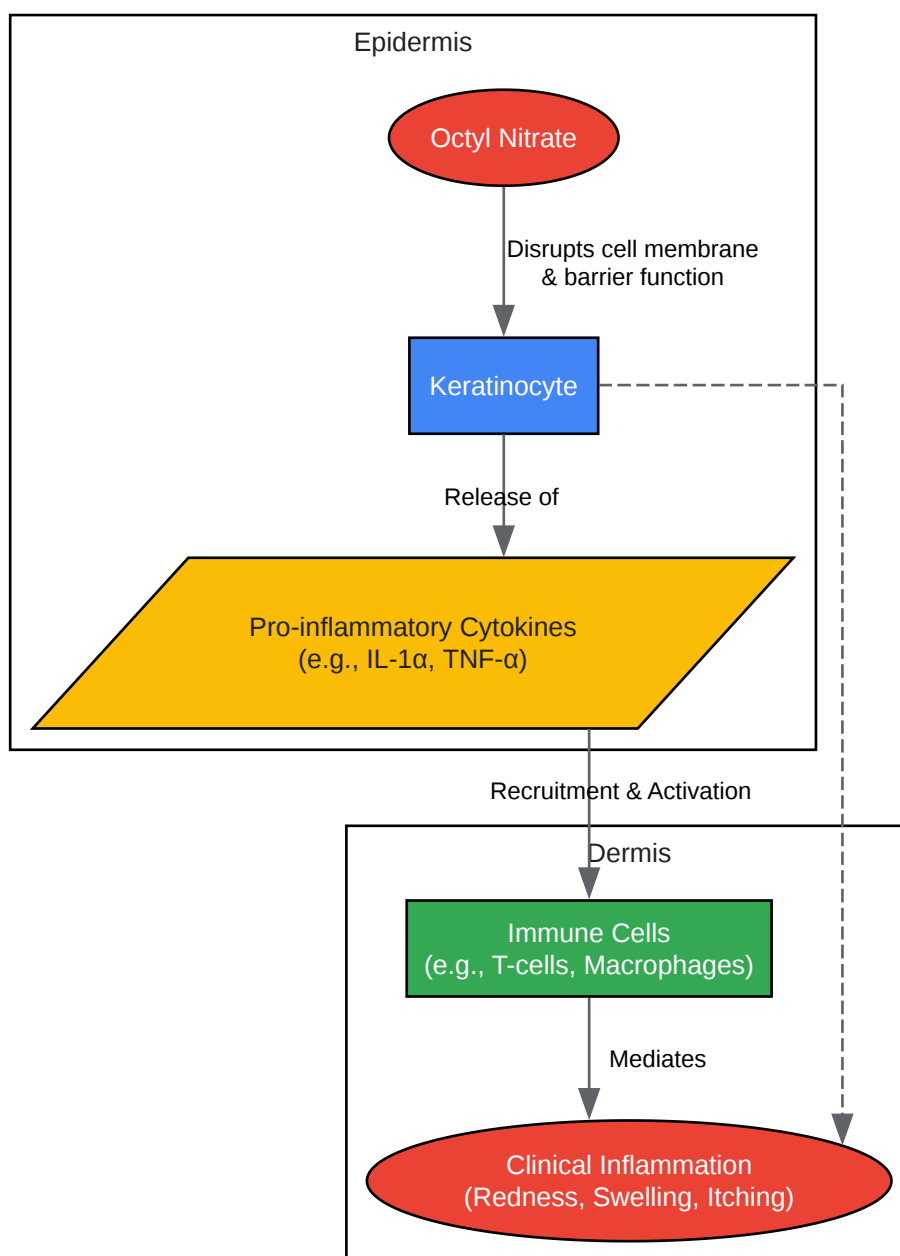 Epidermis
Octyl Nitrate
Disrupts cell membrane
& barrier function
Keratinocyte
Release of
Pro-inflammatory Cytokines
(e.g., IL-1α, TNF-α)
Recruitment & Activation
Dermis
Immune Cells
(e.g., T-cells, Macrophages)
Mediates
Clinical Inflammation
(Redness, Swelling, Itching)